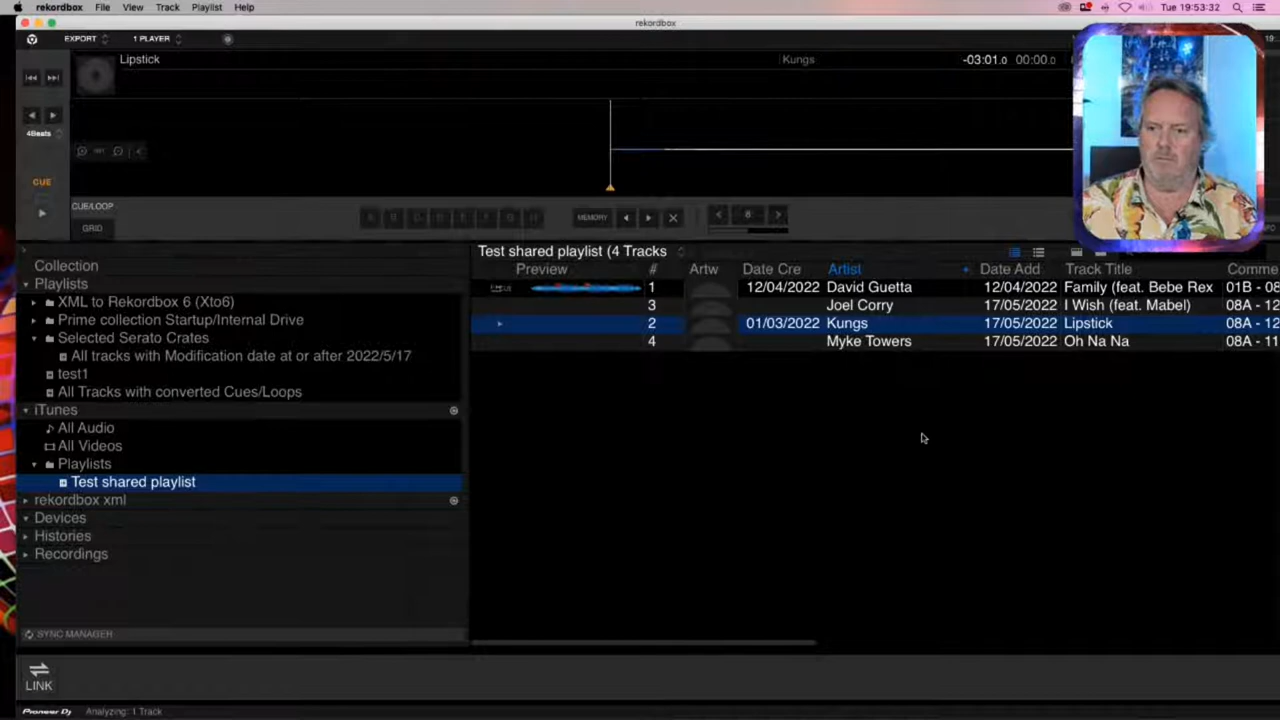 rekordbox File View Track Playlist Help Tue 19:53:32
rekordbox
EXPORT 1 PLAYER
Lipstick Kungs -03:01.0 00:00.0
4Beats
CUE
CUE/LOOP
GRID
MEMORY 8
Collection
Playlists
XML to Rekordbox 6 (Xto6)
Prime collection Startup/Internal Drive
Selected Serato Crates
All tracks with Modification date at or after 2022/5/17
test1
All Tracks with converted Cues/Loops
iTunes
All Audio
All Videos
Playlists
Test shared playlist
rekordbox xml
Devices
Histories
Recordings
SYNC MANAGER
Test shared playlist (4 Tracks
Preview # Artw Date Cre Artist Date Add Track Title Comme
1 12/04/2022 David Guetta 12/04/2022 Family (feat. Bebe Rex 01B - 08
3 Joel Corry 17/05/2022 I Wish (feat. Mabel) 08A - 12
2 01/03/2022 Kungs 17/05/2022 Lipstick 08A - 12
4 Myke Towers 17/05/2022 Oh Na Na 08A - 11
LINK
Pioneer Dj Analyzing: 1 Track